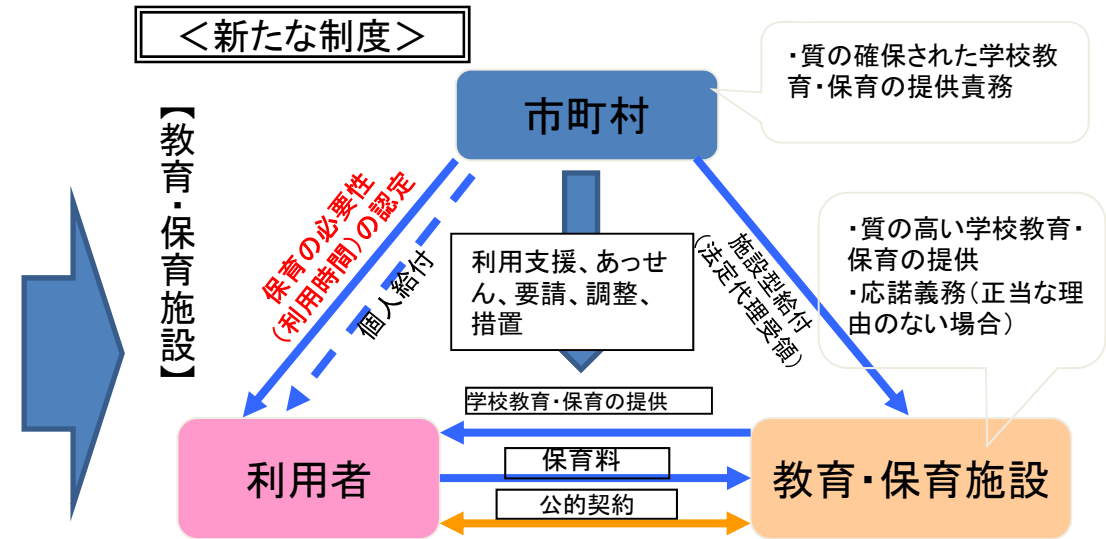 ＜新たな制度＞
【教育・保育施設】
市町村
・質の確保された学校教
育・保育の提供責務
保育の必要性
（利用時間）の認定
個人給付
利用支援、あっせ
ん、要請、調整、
措置
施設型給付
（法定代理受領）
・質の高い学校教育・
保育の提供
・応諾義務（正当な理
由のない場合）
学校教育・保育の提供
利用者
保育料
公的契約
教育・保育施設